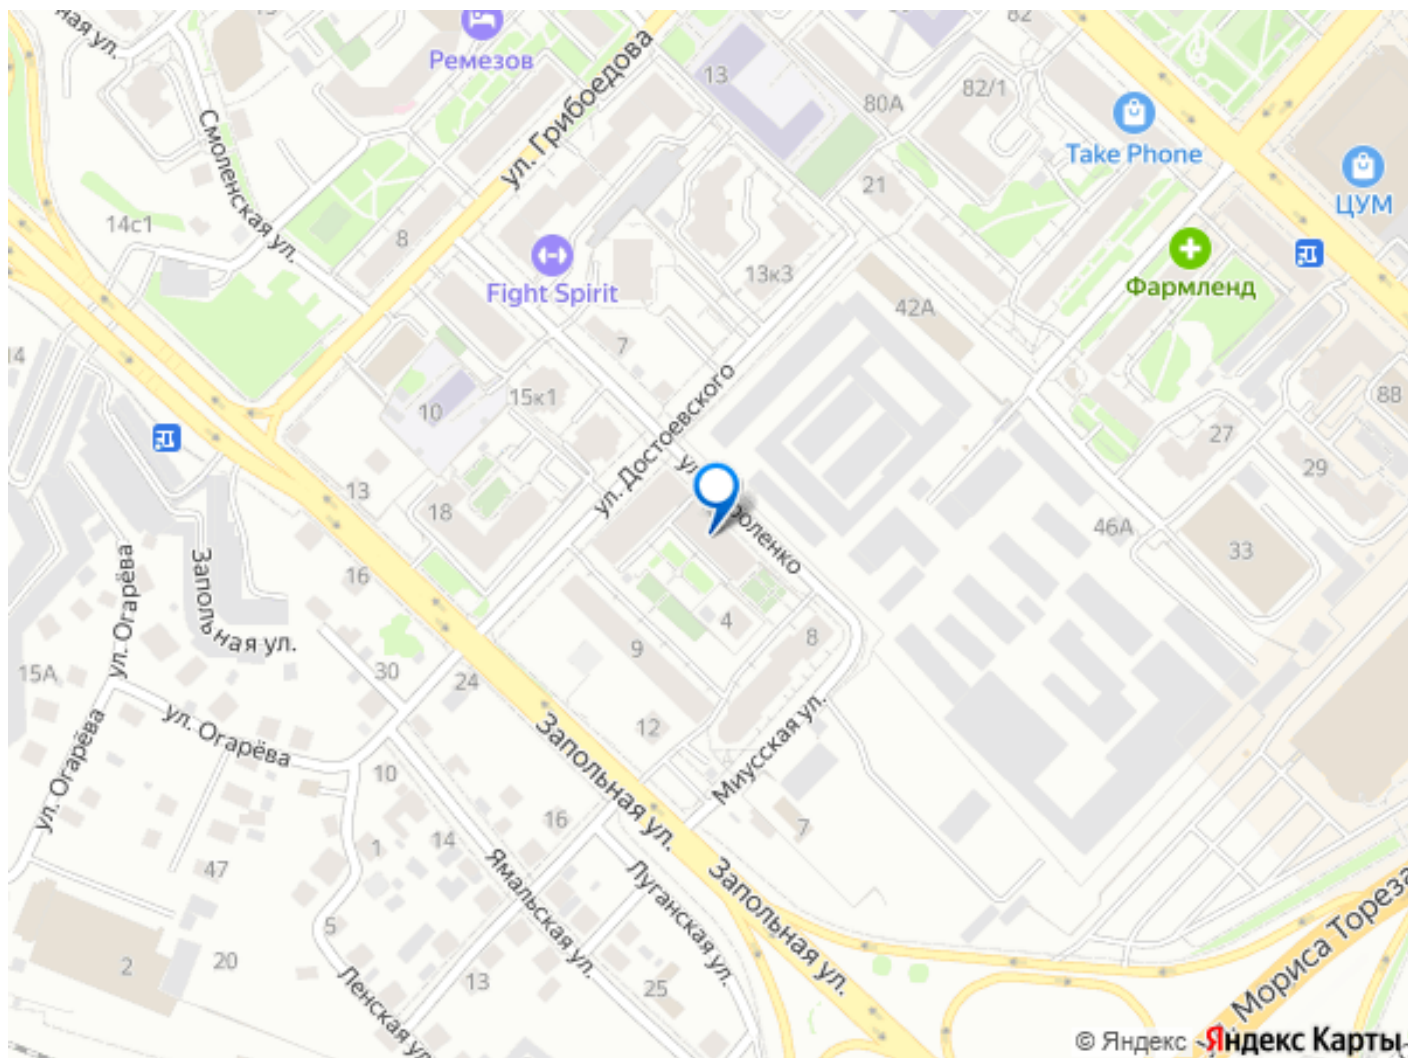 ная ул.
Ремезов
82
ул. Грибоедова
13
80А
82/1
Take Phone
ЦУМ
Смоленская ул.
14с1
8
21
Fight Spirit
13к3
Фармленд
42А
14
7
15к1
10
ул. Достоевского
88
27
29
13
18
46А
33
16
Запольная ул.
ул. Огарёва
15А
30
24
9
4
8
ул. Огарёва
ул. Огарёва
12
Миусская ул.
Запольная ул.
10
16
7
14
1
47
Ямальская ул.
Луганская ул.
Запольная ул.
5
2
20
13
25
Ленская ул.
Мориса Тореза
© Яндекс
Яндекс Карты